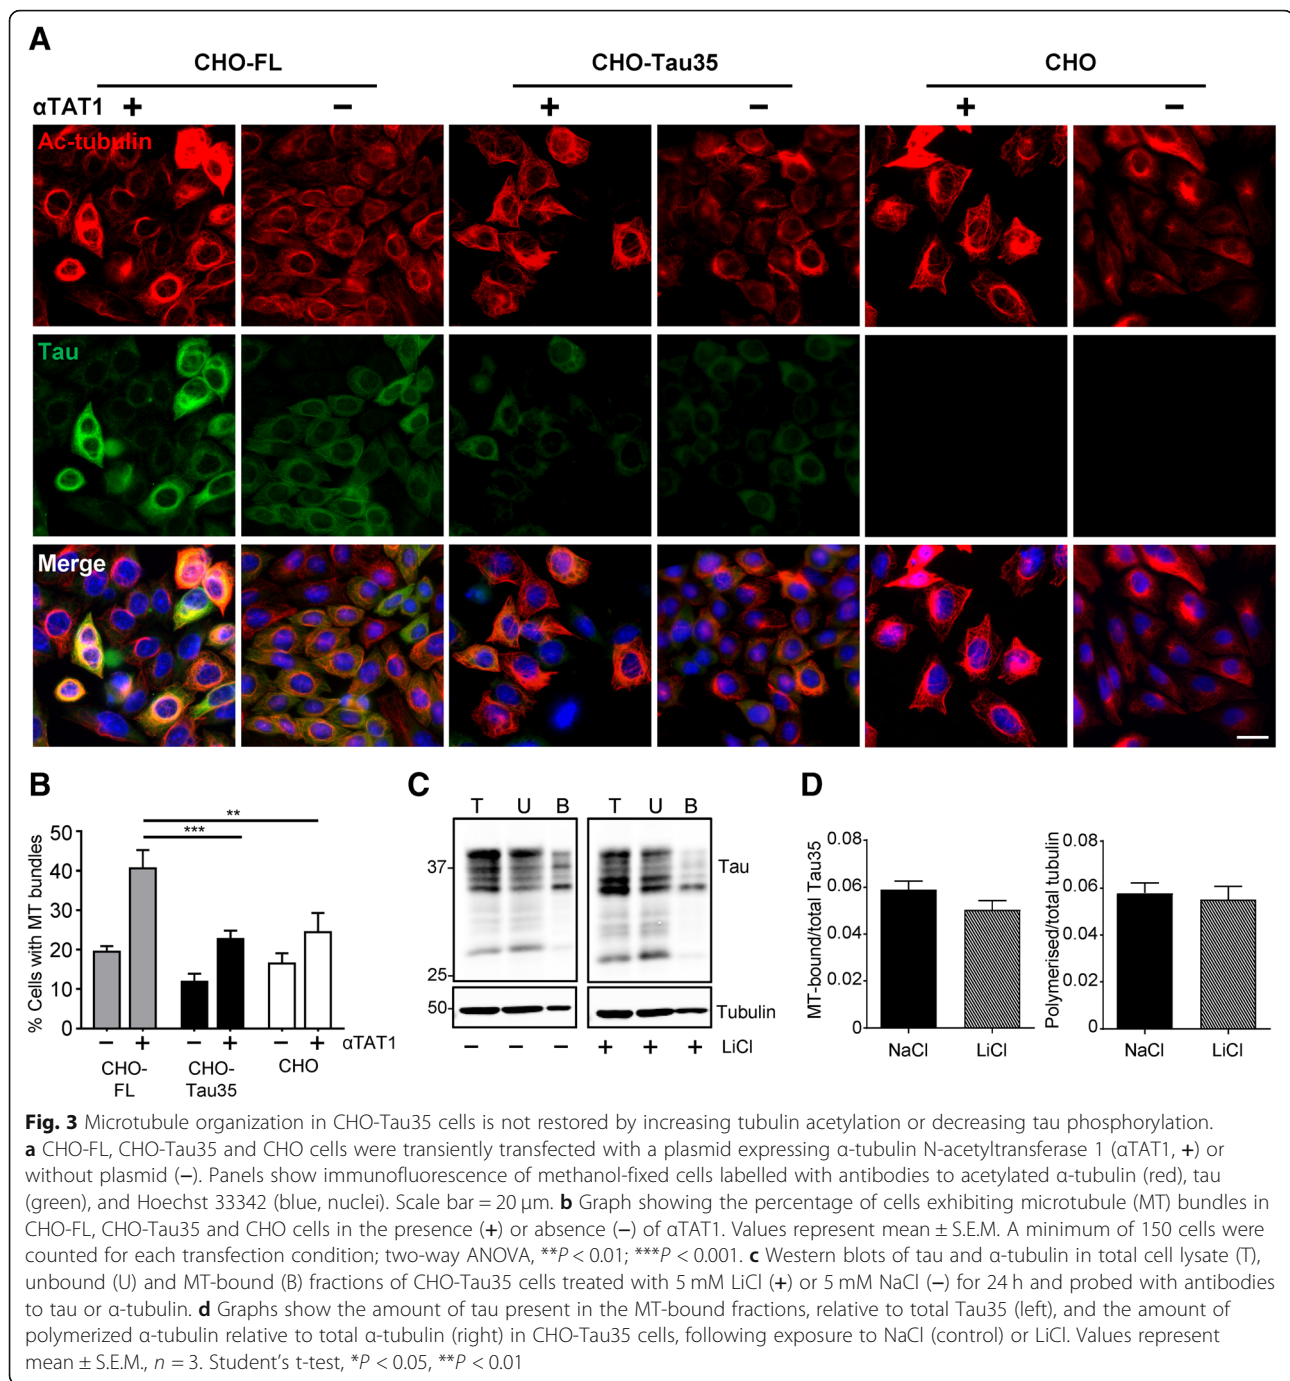 A
CHO-FL CHO-Tau35 CHO
αTAT1 + − + − + −
Ac-tubulin
Tau
Merge
B
% Cells with MT bundles
50
40
30
20
10
0
**
***
− + − + − + αTAT1
CHO-FL
CHO-Tau35
CHO
C
T U B T U B
37
25
50
Tau
Tubulin
− − − + + + LiCl
D
MT-bound/total Tau35
0.08
0.06
0.04
0.02
0
NaCl LiCl
Polymerised/total tubulin
0.08
0.06
0.04
0.02
0
NaCl LiCl
Fig. 3 Microtubule organization in CHO-Tau35 cells is not restored by increasing tubulin acetylation or decreasing tau phosphorylation.
a CHO-FL, CHO-Tau35 and CHO cells were transiently transfected with a plasmid expressing α-tubulin N-acetyltransferase 1 (αTAT1, +) or
without plasmid (−). Panels show immunofluorescence of methanol-fixed cells labelled with antibodies to acetylated α-tubulin (red), tau
(green), and Hoechst 33342 (blue, nuclei). Scale bar = 20 μm. b Graph showing the percentage of cells exhibiting microtubule (MT) bundles in
CHO-FL, CHO-Tau35 and CHO cells in the presence (+) or absence (−) of αTAT1. Values represent mean ± S.E.M. A minimum of 150 cells were
counted for each transfection condition; two-way ANOVA, **P < 0.01; ***P < 0.001. c Western blots of tau and α-tubulin in total cell lysate (T),
unbound (U) and MT-bound (B) fractions of CHO-Tau35 cells treated with 5 mM LiCl (+) or 5 mM NaCl (−) for 24 h and probed with antibodies
to tau or α-tubulin. d Graphs show the amount of tau present in the MT-bound fractions, relative to total Tau35 (left), and the amount of
polymerized α-tubulin relative to total α-tubulin (right) in CHO-Tau35 cells, following exposure to NaCl (control) or LiCl. Values represent
mean ± S.E.M., n = 3. Student's t-test, *P < 0.05, **P < 0.01